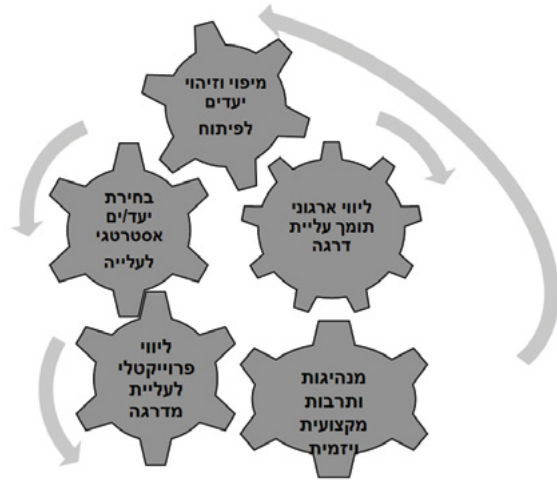 מיפוי וזיהוי
יעדים
לפיתוח
בחירת
יעד/ים
אסטרטגי
לעלייה
ליווי ארגוני
תומך עליית
דרגה
ליווי
פרוייקטלי
לעליית
מדרגה
מנהיגות
ותרבות
מקצועית
ויזמית